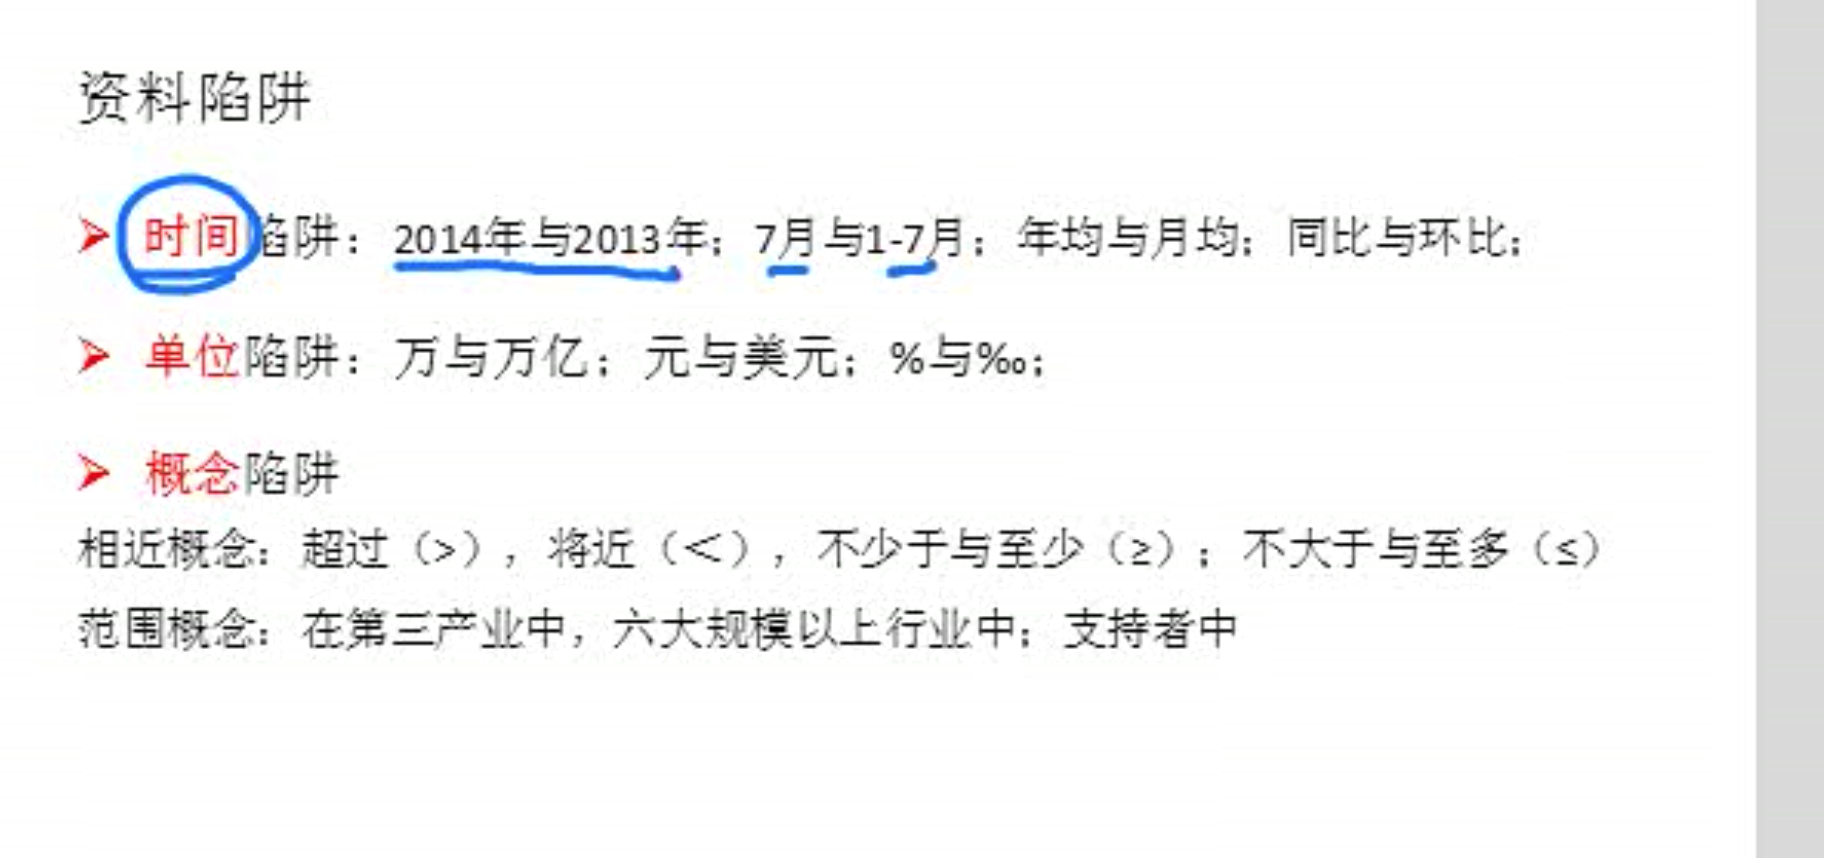 资料陷阱
➢ 时间陷阱：2014年与2013年；7月与1-7月；年均与月均；同比与环比；
➢ 单位陷阱：万与万亿；元与美元；%与‰；
➢ 概念陷阱
相近概念：超过（>），将近（<），不少于与至少（≥）；不大于与至多（≤）
范围概念：在第三产业中，六大规模以上行业中；支持者中